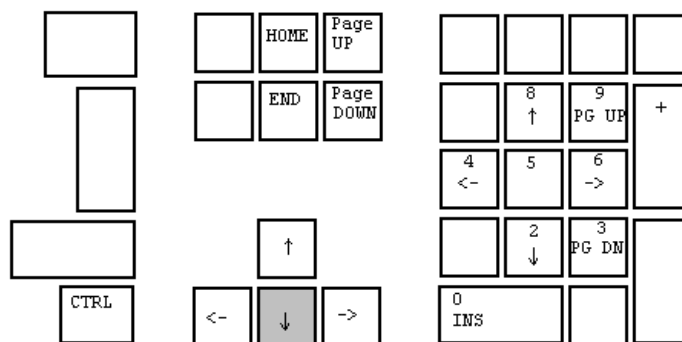 HOME
Page
UP
END
Page
DOWN
8
↑
9
PG UP
+
4
<-
5
6
->
↑
2
↓
3
PG DN
CTRL
<-
↓
->
0
INS